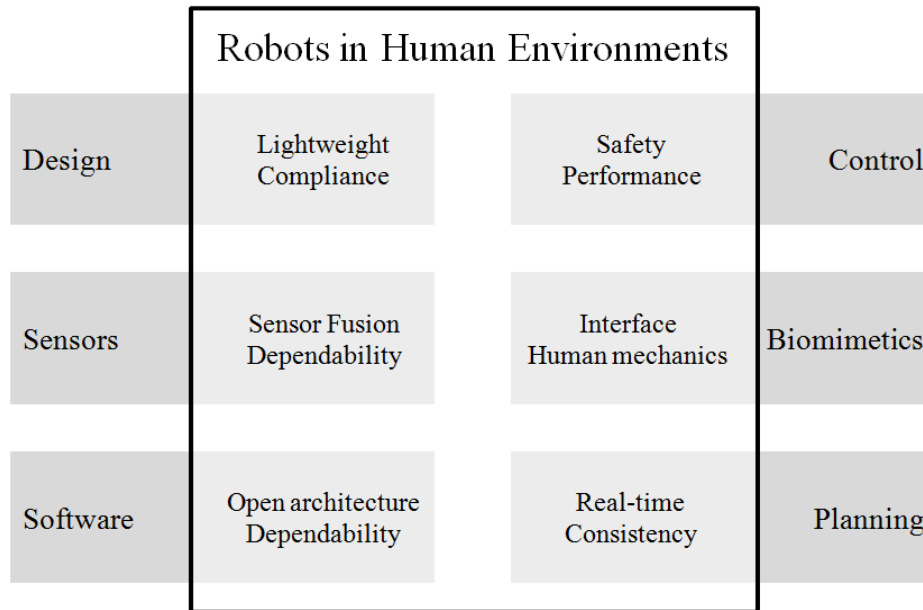 Robots in Human Environments
Design
Lightweight
Compliance
Safety
Performance
Control
Sensors
Sensor Fusion
Dependability
Interface
Human mechanics
Biomimetics
Software
Open architecture
Dependability
Real-time
Consistency
Planning